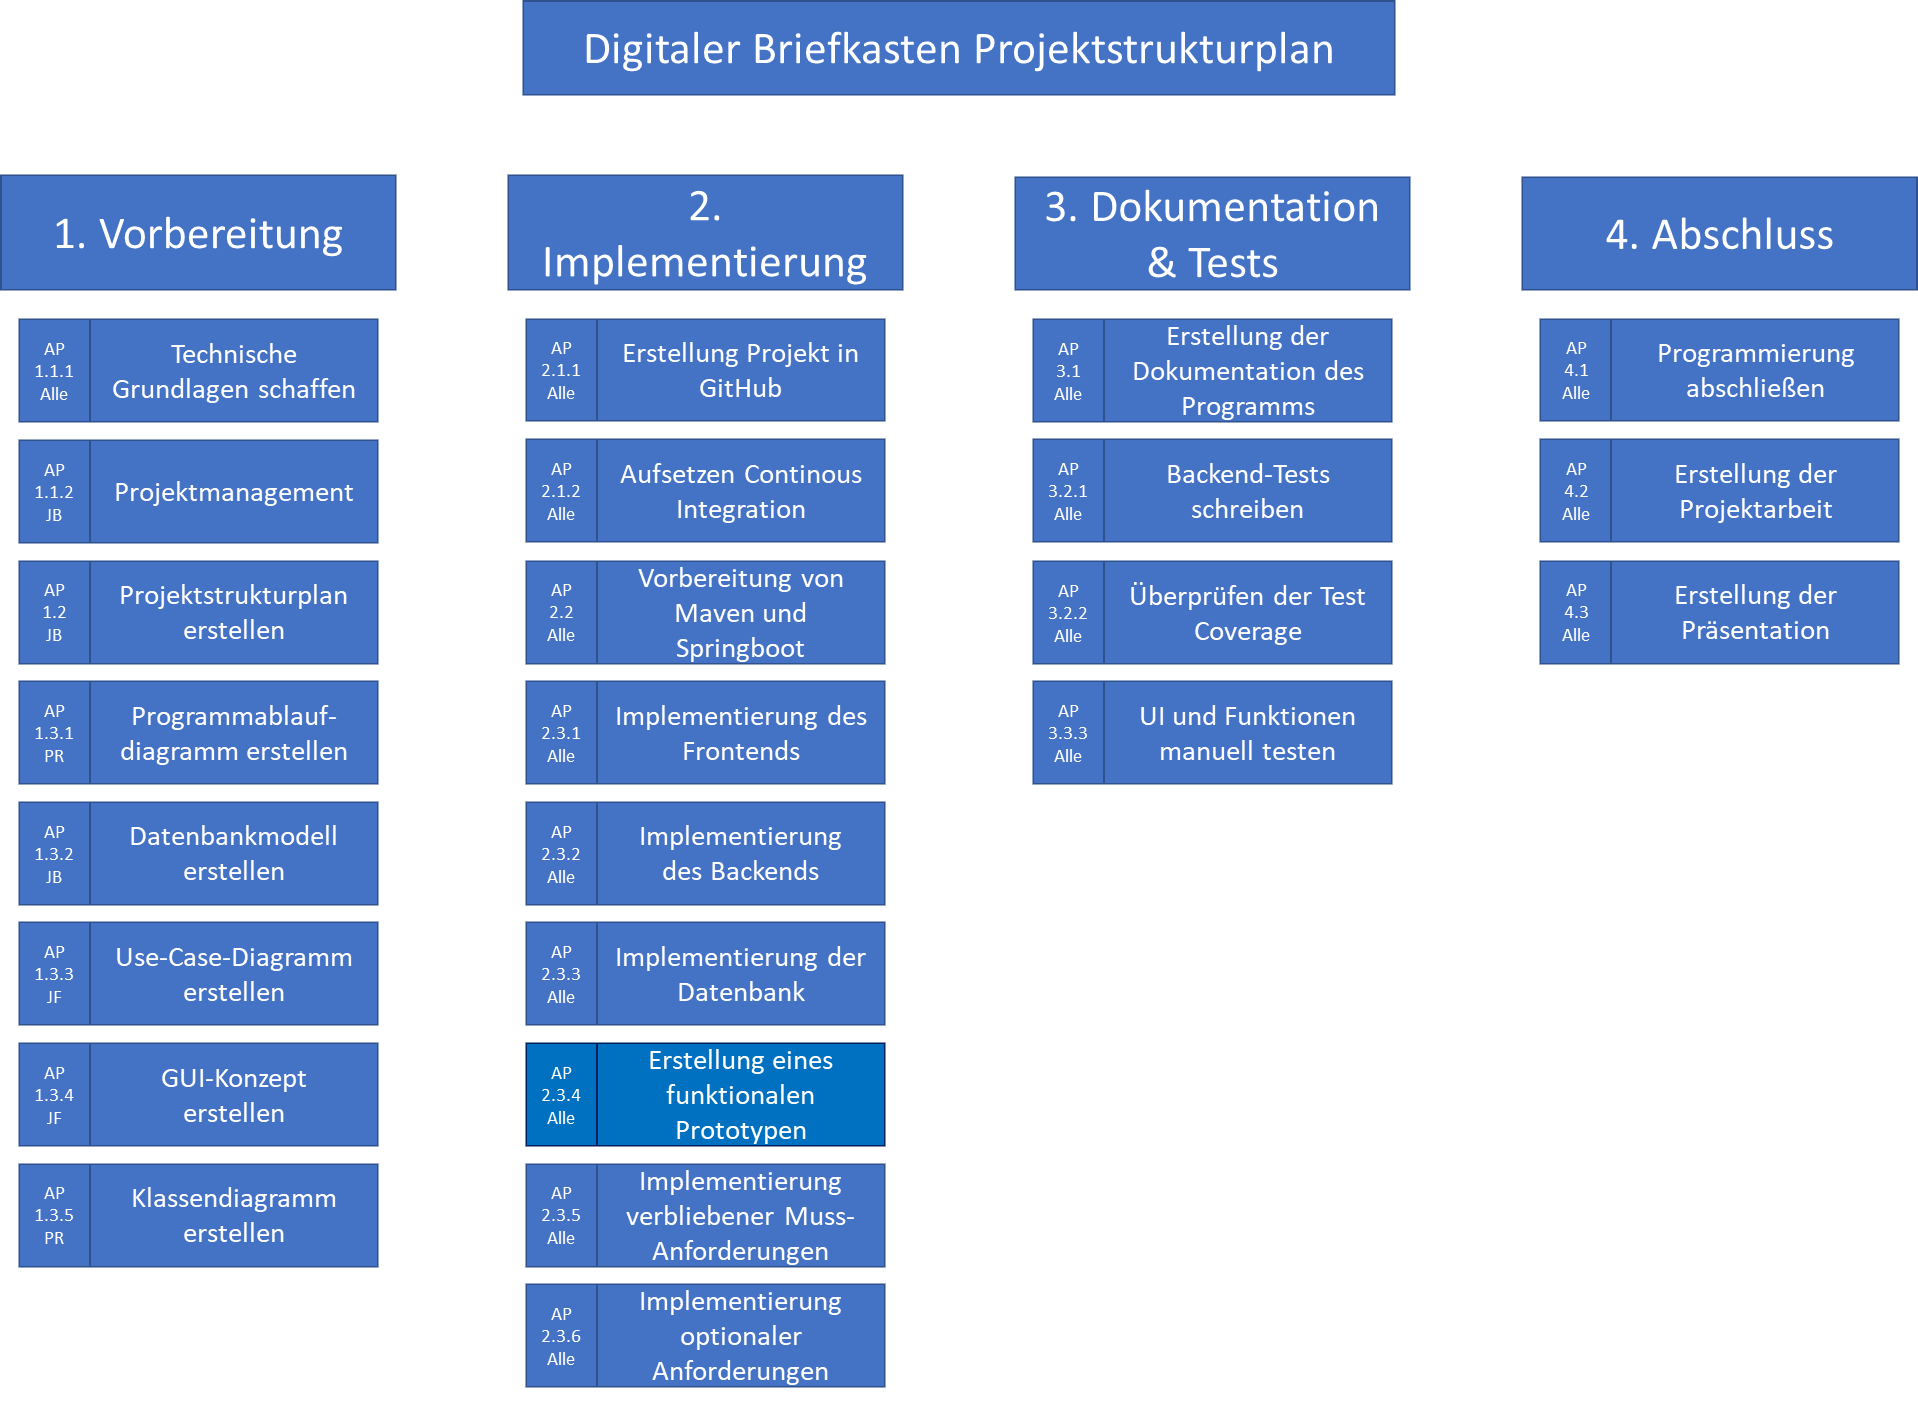 Digitaler Briefkasten Projektstrukturplan
1. Vorbereitung
AP
1.1.1
Alle
Technische
Grundlagen schaffen
AP
1.1.2
JB
Projektmanagement
AP
1.2
JB
Projektstrukturplan
erstellen
AP
1.3.1
PR
Programmablauf-
diagramm erstellen
AP
1.3.2
JB
Datenbankmodell
erstellen
AP
1.3.3
JF
Use-Case-Diagramm
erstellen
AP
1.3.4
JF
GUI-Konzept
erstellen
AP
1.3.5
PR
Klassendiagramm
erstellen
2.
Implementierung
AP
2.1.1
Alle
Erstellung Projekt in
GitHub
AP
2.1.2
Alle
Aufsetzen Continous
Integration
AP
2.2
Alle
Vorbereitung von
Maven und
Springboot
AP
2.3.1
Alle
Implementierung des
Frontends
AP
2.3.2
Alle
Implementierung
des Backends
AP
2.3.3
Alle
Implementierung der
Datenbank
AP
2.3.4
Alle
Erstellung eines
funktionalen
Prototypen
AP
2.3.5
Alle
Implementierung
verbliebener Muss-
Anforderungen
AP
2.3.6
Alle
Implementierung
optionaler
Anforderungen
3. Dokumentation
& Tests
AP
3.1
Alle
Erstellung der
Dokumentation des
Programms
AP
3.2.1
Alle
Backend-Tests
schreiben
AP
3.2.2
Alle
Überprüfen der Test
Coverage
AP
3.3.3
Alle
UI und Funktionen
manuell testen
4. Abschluss
AP
4.1
Alle
Programmierung
abschließen
AP
4.2
Alle
Erstellung der
Projektarbeit
AP
4.3
Alle
Erstellung der
Präsentation